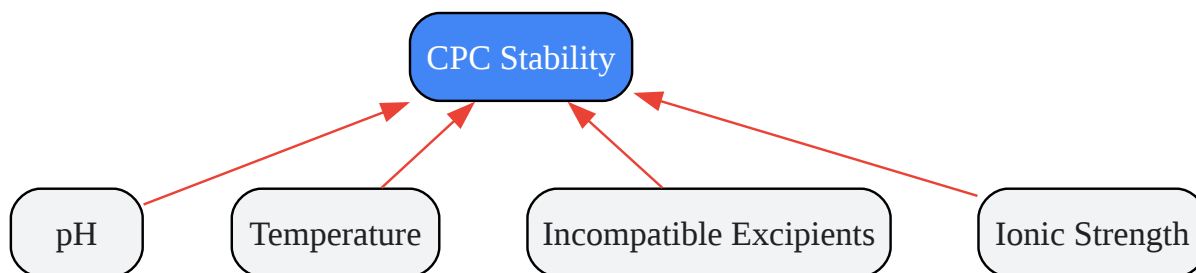 CPC Stability
pH
Temperature
Incompatible Excipients
Ionic Strength